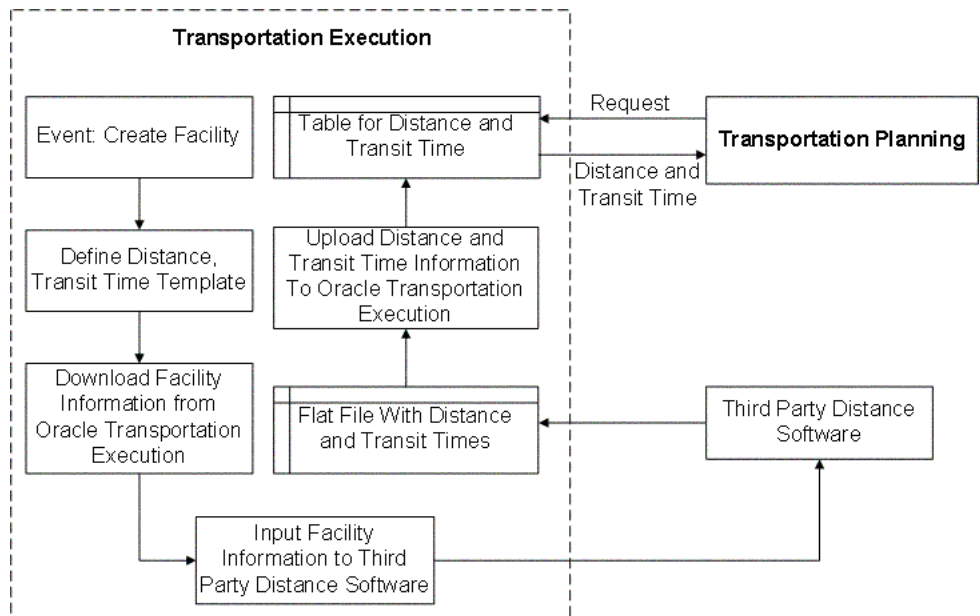 Transportation Execution
Event: Create Facility
Define Distance,
Transit Time Template
Download Facility
Information from
Oracle Transportation
Execution
Input Facility
Information to Third
Party Distance Software
Table for Distance and
Transit Time
Upload Distance and
Transit Time Information
To Oracle Transportation
Execution
Flat File With Distance
and Transit Times
Request
Distance and
Transit Time
Transportation Planning
Third Party Distance
Software